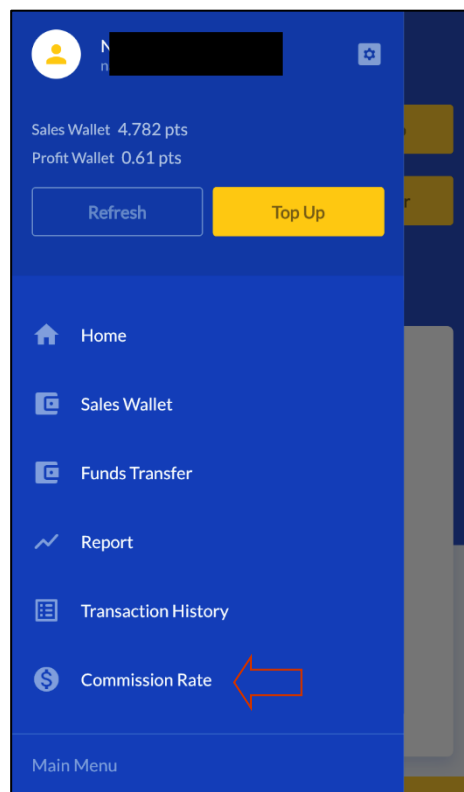 N
n
Sales Wallet 4.782 pts
Profit Wallet 0.61 pts
Refresh
Top Up
r
Home
Sales Wallet
Funds Transfer
Report
Transaction History
Commission Rate
Main Menu